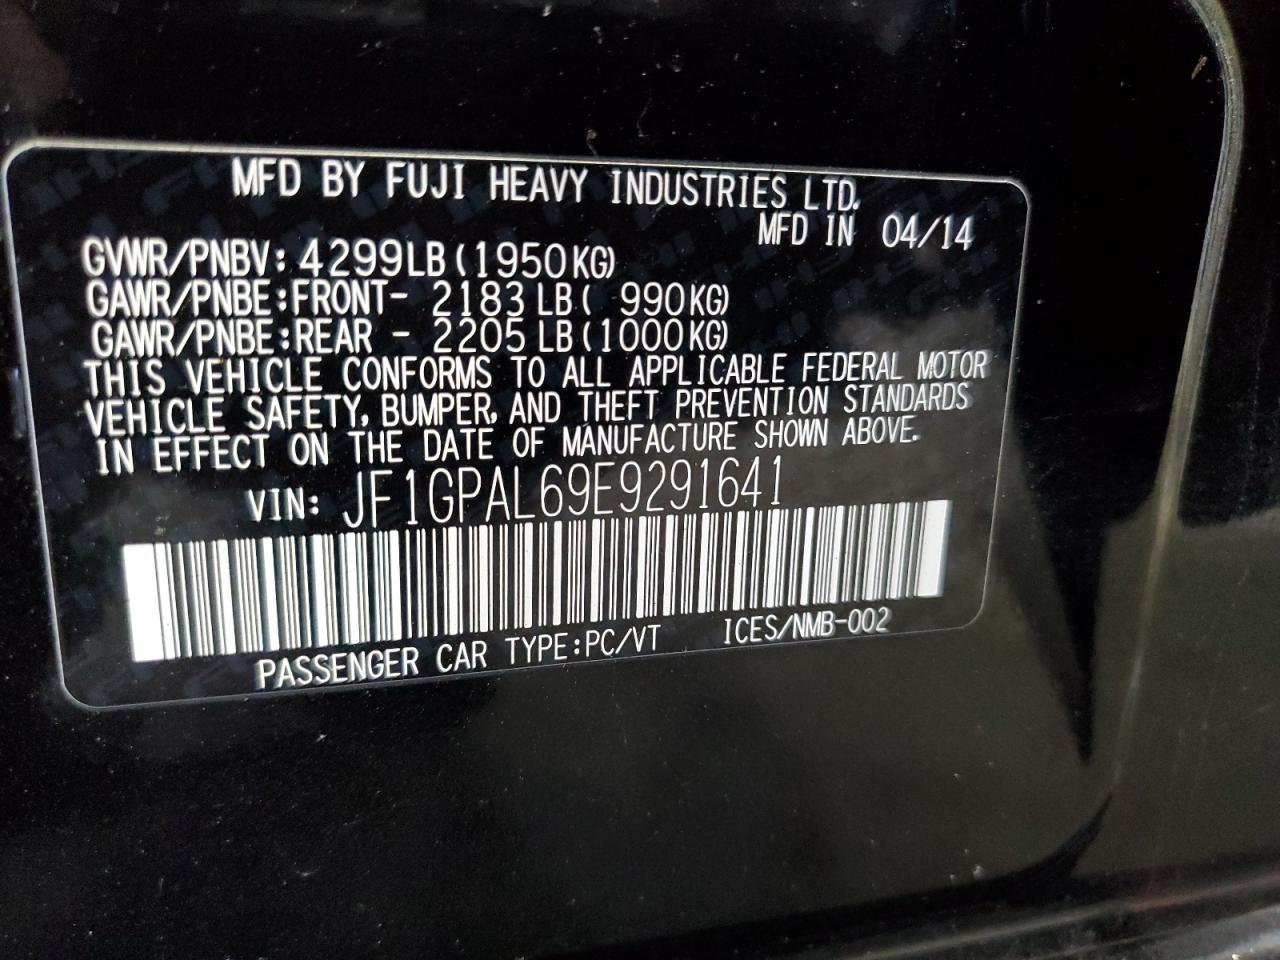 MFD BY FUJI HEAVY INDUSTRIES LTD.
MFD IN 04/14
GVWR/PNBV: 4299LB (1950KG)
GAWR/PNBE:FRONT- 2183 LB ( 990KG)
GAWR/PNBE:REAR - 2205 LB (1000KG)
THIS VEHICLE CONFORMS TO ALL APPLICABLE FEDERAL MOTOR
VEHICLE SAFETY, BUMPER, AND THEFT PREVENTION STANDARDS
IN EFFECT ON THE DATE OF MANUFACTURE SHOWN ABOVE.
VIN: JF1GPAL69E9291641
PASSENGER CAR TYPE:PC/VT ICES/NMB-002